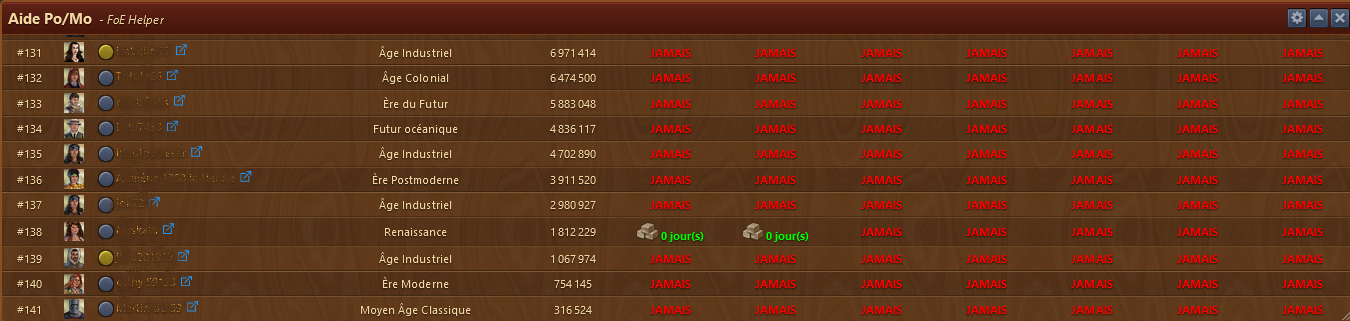 Aide Po/Mo - FoE Helper
#131 Âge Industriel 6 971 414 JAMAIS JAMAIS JAMAIS JAMAIS JAMAIS JAMAIS JAMAIS
#132 Âge Colonial 6 474 500 JAMAIS JAMAIS JAMAIS JAMAIS JAMAIS JAMAIS JAMAIS
#133 Ère du Futur 5 883 048 JAMAIS JAMAIS JAMAIS JAMAIS JAMAIS JAMAIS JAMAIS
#134 Futur océanique 4 836 117 JAMAIS JAMAIS JAMAIS JAMAIS JAMAIS JAMAIS JAMAIS
#135 Âge Industriel 4 702 890 JAMAIS JAMAIS JAMAIS JAMAIS JAMAIS JAMAIS JAMAIS
#136 Ère Postmoderne 3 911 520 JAMAIS JAMAIS JAMAIS JAMAIS JAMAIS JAMAIS JAMAIS
#137 Âge Industriel 2 980 927 JAMAIS JAMAIS JAMAIS JAMAIS JAMAIS JAMAIS JAMAIS
#138 Renaissance 1 812 229 0 jour(s) 0 jour(s) JAMAIS JAMAIS JAMAIS JAMAIS JAMAIS
#139 Âge Industriel 1 067 974 JAMAIS JAMAIS JAMAIS JAMAIS JAMAIS JAMAIS JAMAIS
#140 Ère Moderne 754 145 JAMAIS JAMAIS JAMAIS JAMAIS JAMAIS JAMAIS JAMAIS
#141 Moyen Âge Classique 316 524 JAMAIS JAMAIS JAMAIS JAMAIS JAMAIS JAMAIS JAMAIS